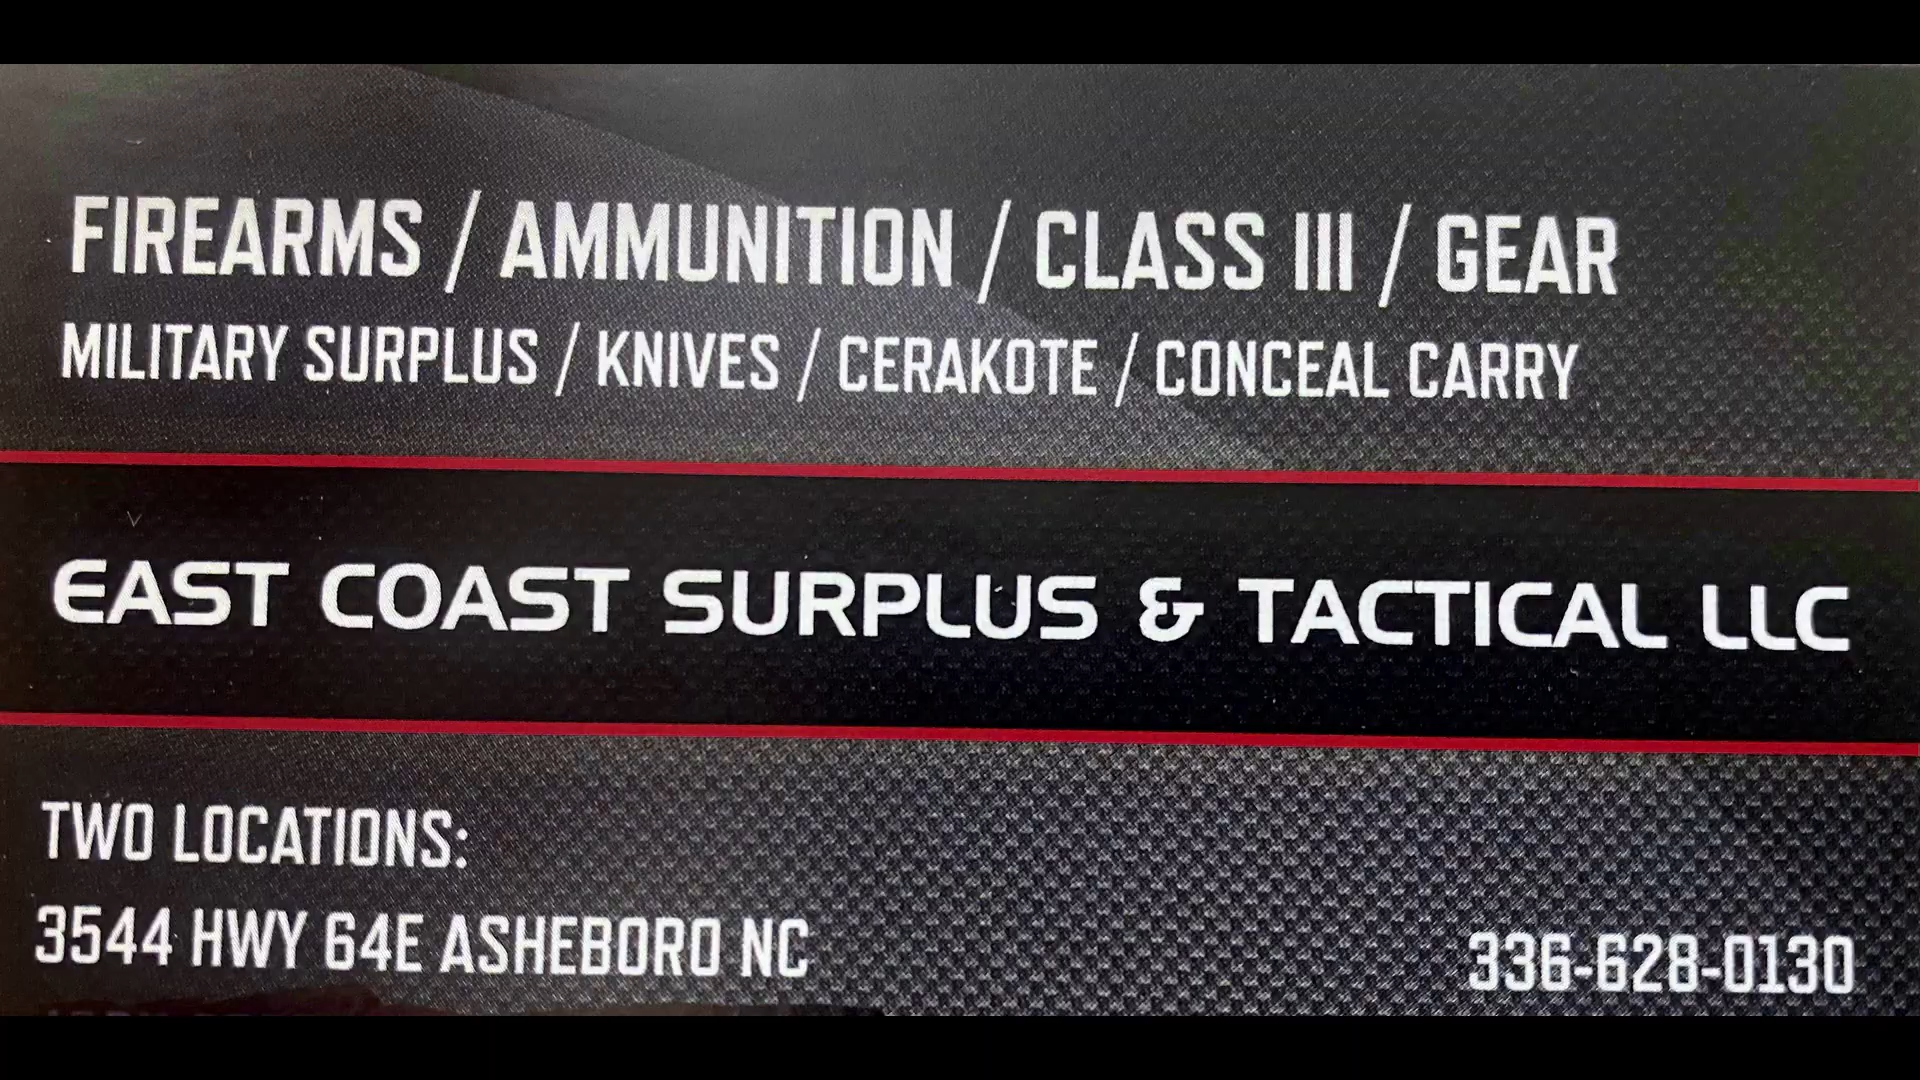 FIREARMS / AMMUNITION / CLASS III / GEAR
MILITARY SURPLUS / KNIVES / CERAKOTE / CONCEAL CARRY
EAST COAST SURPLUS & TACTICAL LLC
TWO LOCATIONS:
3544 HWY 64E ASHEBORO NC 336-628-0130